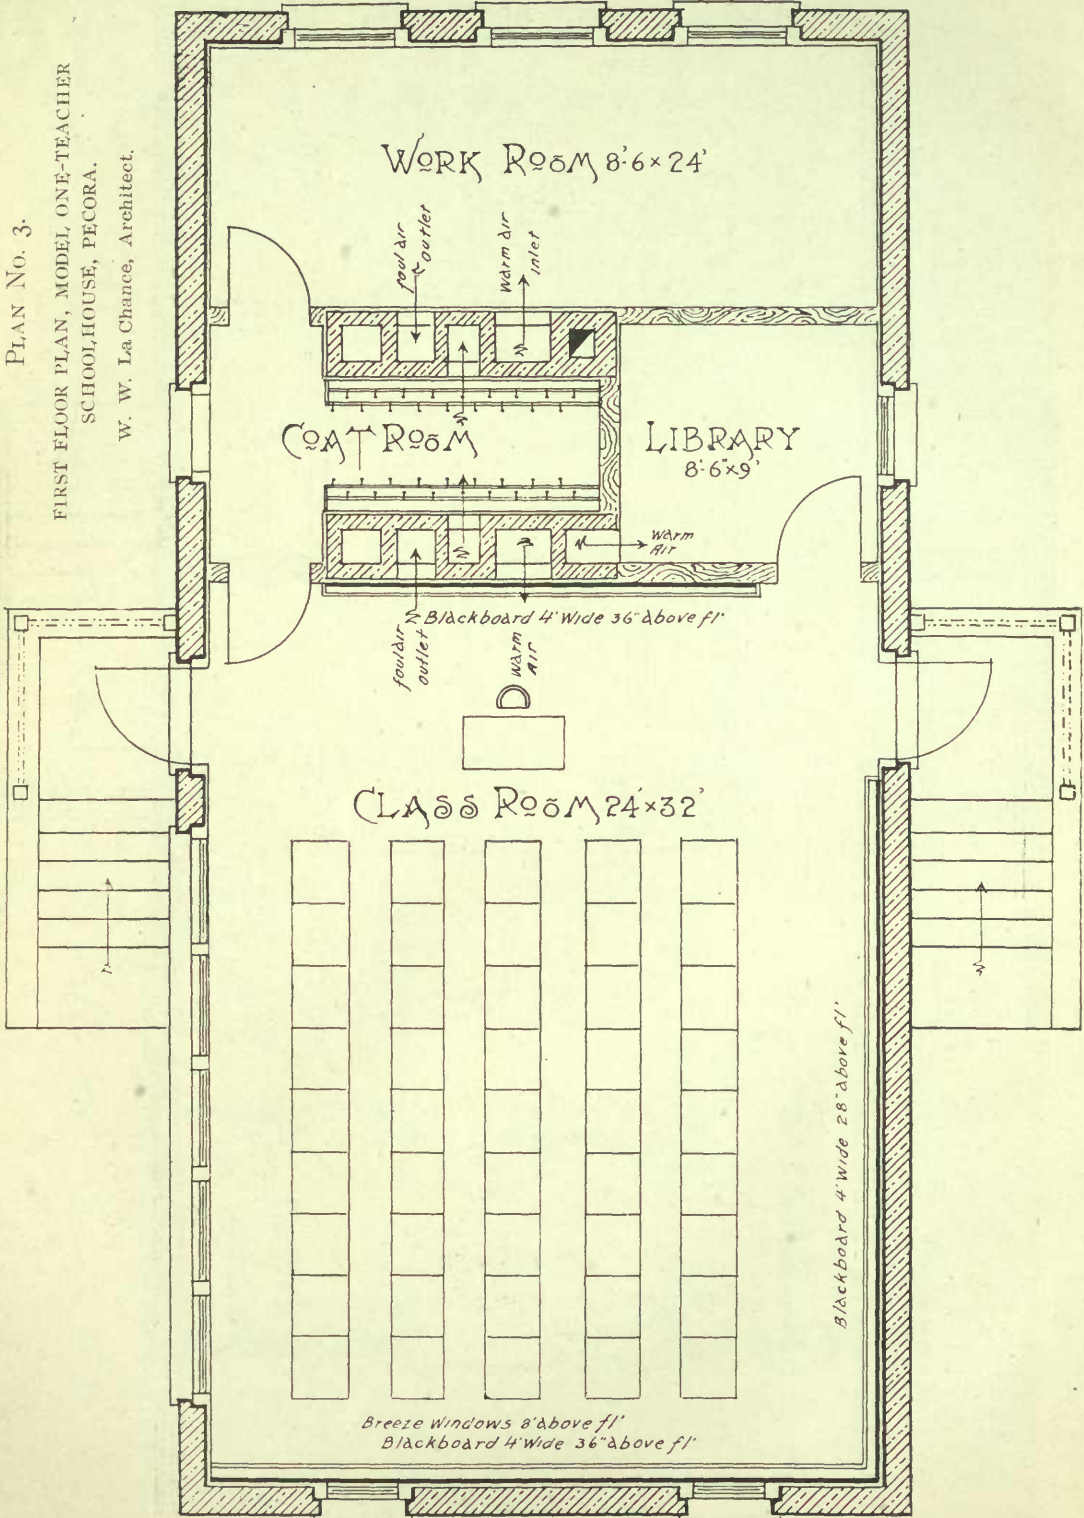 PLAN No. 3.
FIRST FLOOR PLAN, MODEL ONE-TEACHER
SCHOOLHOUSE, PECORA.
W. W. La Chance, Architect.
WORK ROOM 8'-6 × 24'
foul air
outlet
warm air
inlet
COAT ROOM
LIBRARY
8'-6" × 9'
warm
Air
Blackboard 4' Wide 36" above fl'
foul air
outlet
warm
AIr
CLASS ROOM 24' × 32'
Blackboard 4' Wide 28" above fl'
Breeze Windows 8' above fl'
Blackboard 4' Wide 36" above fl'